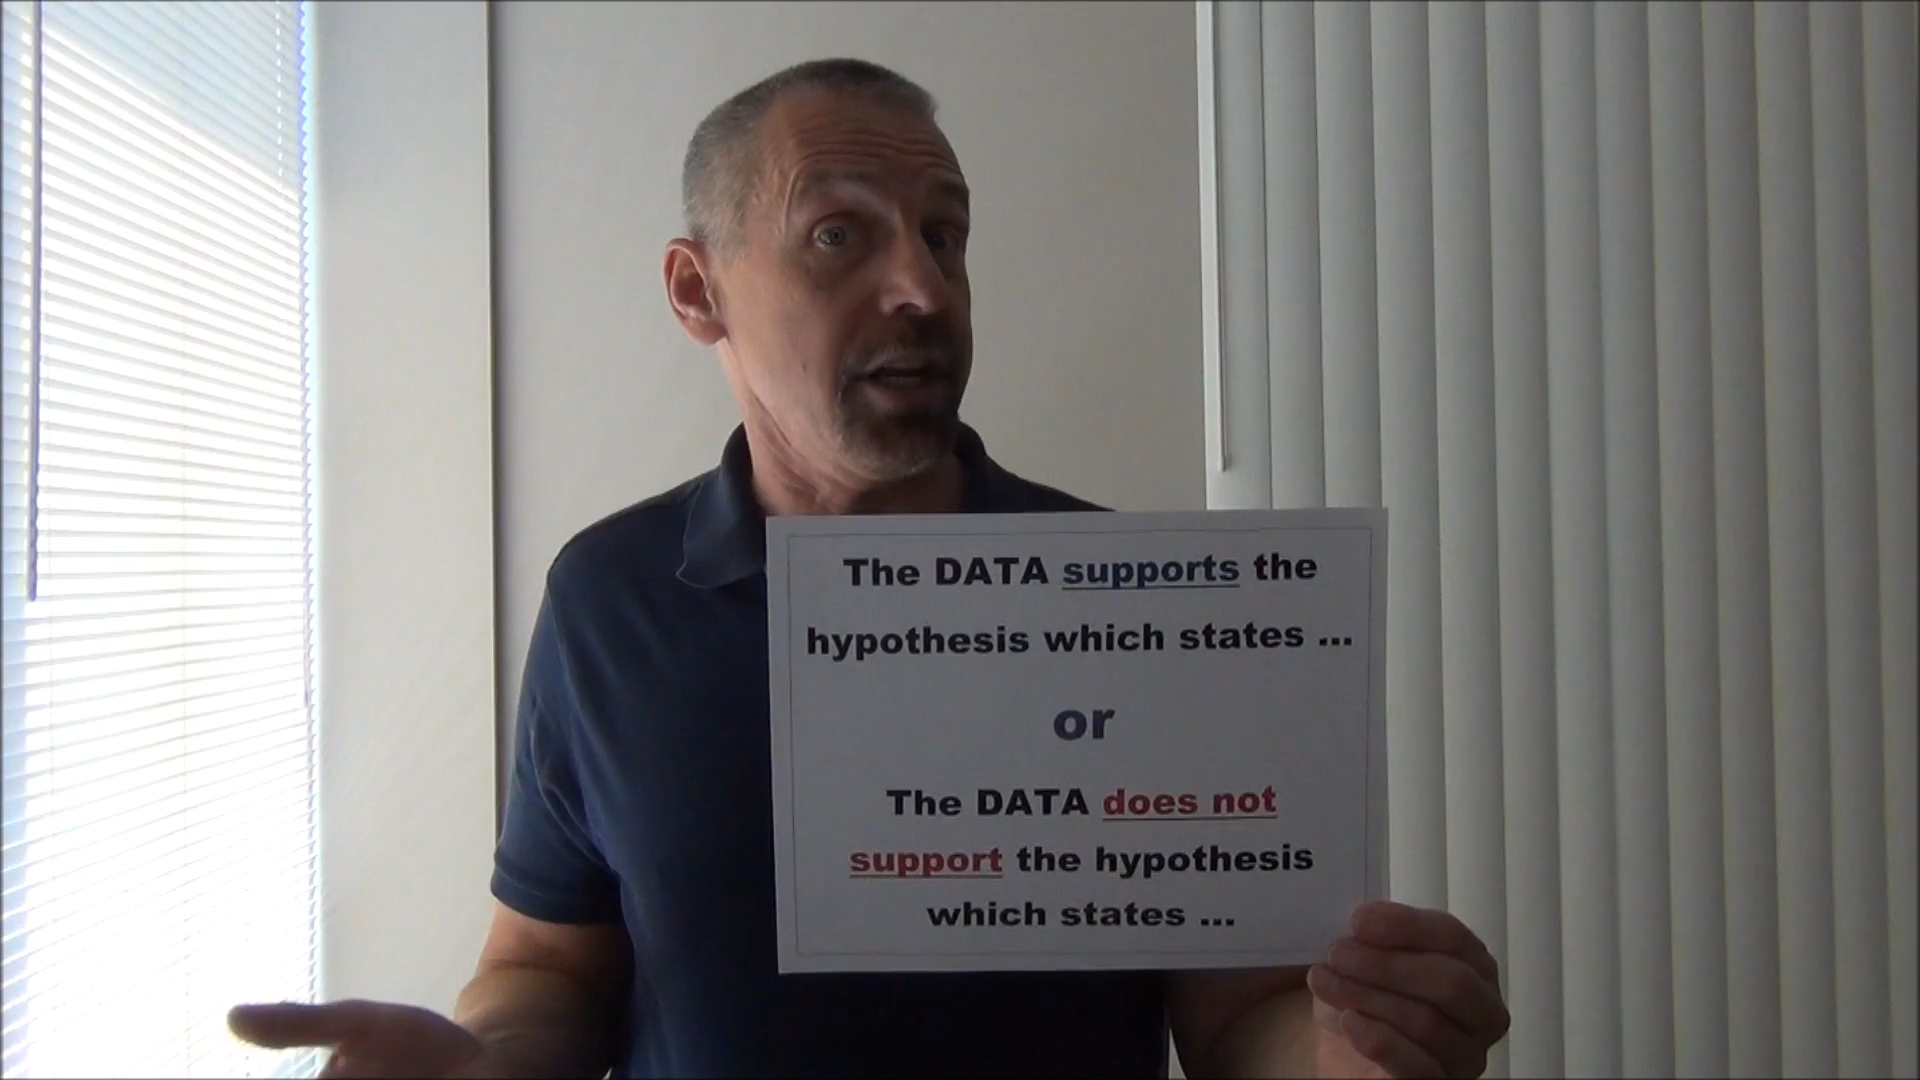 The DATA supports the
hypothesis which states ...
or
The DATA does not
support the hypothesis
which states ...